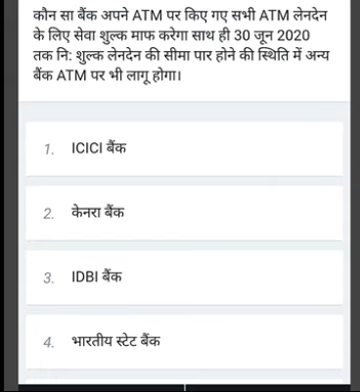 कौन सा बैंक अपने ATM पर किए गए सभी ATM लेनदेन
के लिए सेवा शुल्क माफ करेगा साथ ही 30 जून 2020
तक नि: शुल्क लेनदेन की सीमा पार होने की स्थिति में अन्य
बैंक ATM पर भी लागू होगा।
1. ICICI बैंक
2. केनरा बैंक
3. IDBI बैंक
4. भारतीय स्टेट बैंक